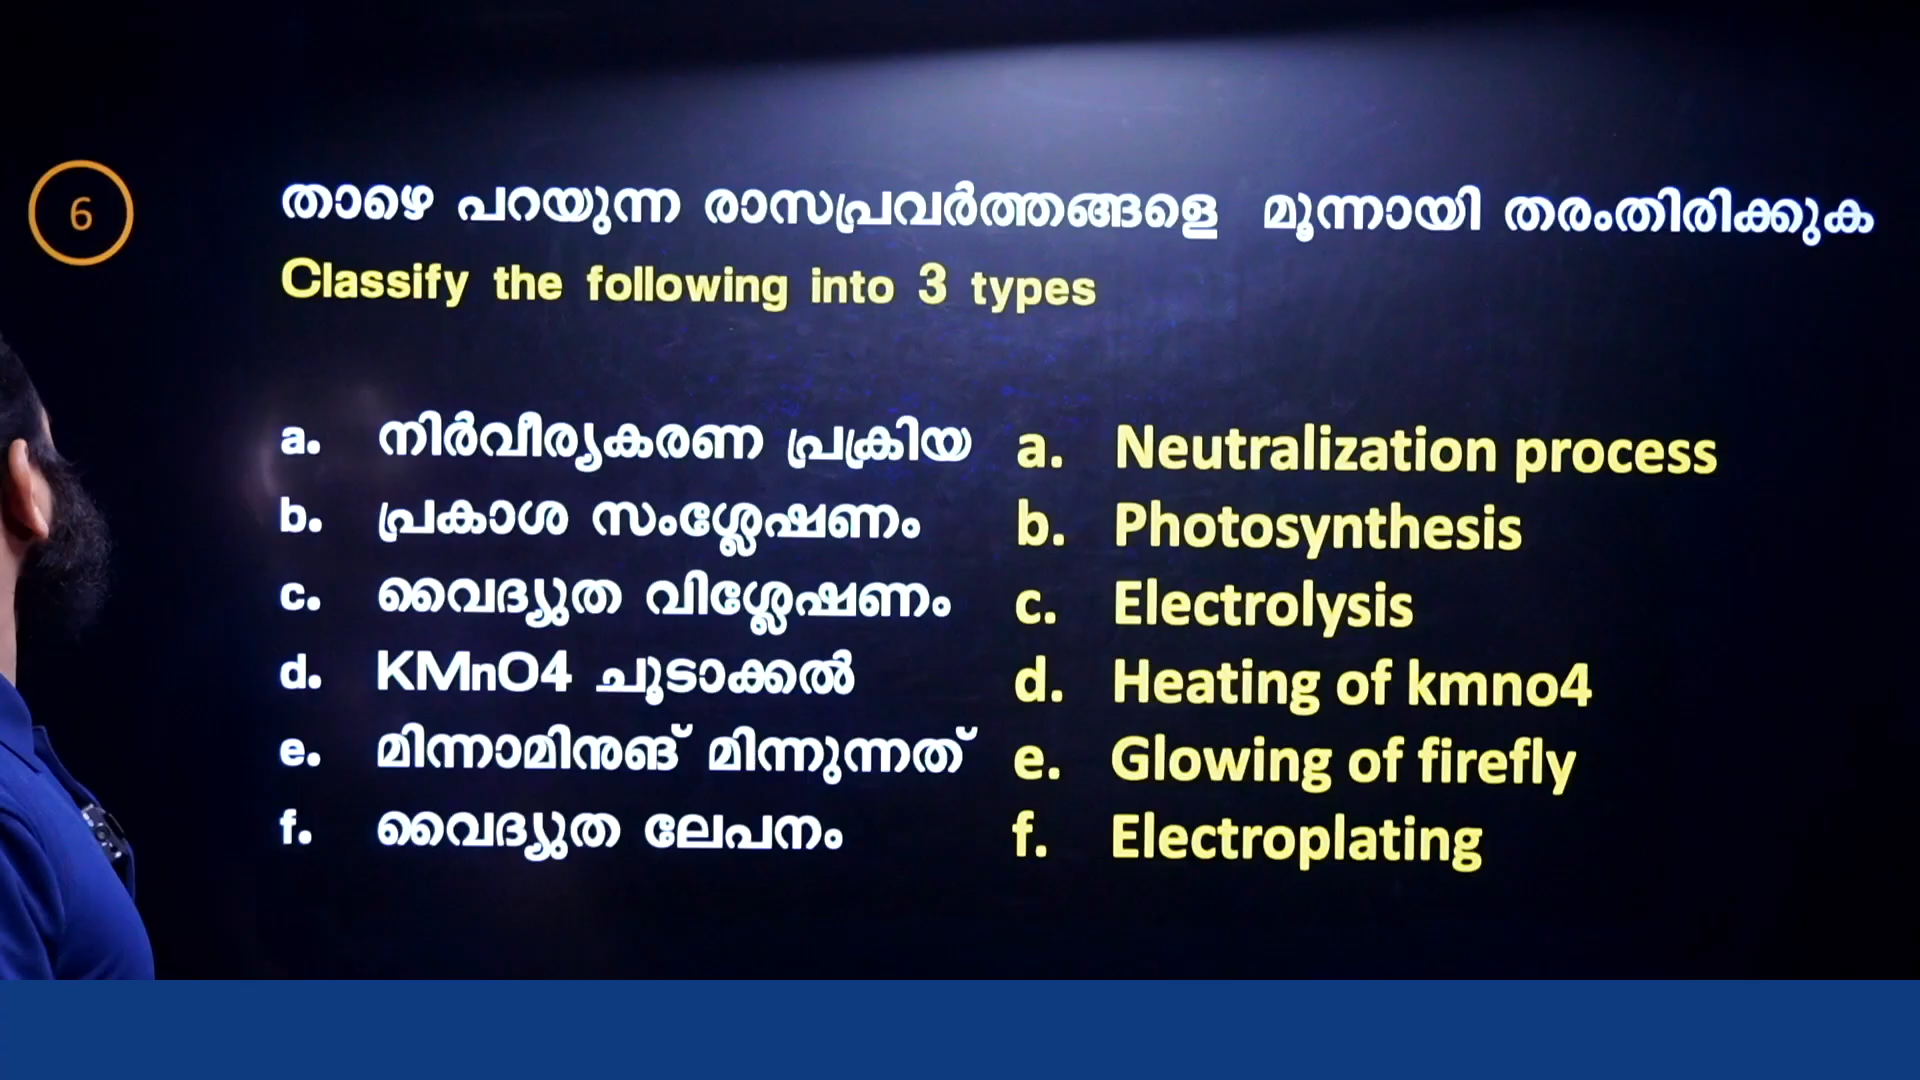 6
താഴെ പറയുന്ന രാസപ്രവർത്തങ്ങളെ മൂന്നായി തരംതിരിക്കുക
Classify the following into 3 types
a. നിർവീര്യകരണ പ്രക്രിയ a. Neutralization process
b. പ്രകാശ സംശ്ലേഷണം b. Photosynthesis
c. വൈദ്യുത വിശ്ലേഷണം c. Electrolysis
d. KMnO4 ചൂടാക്കൽ d. Heating of kmno4
e. മിന്നാമിനുങ് മിന്നുന്നത് e. Glowing of firefly
f. വൈദ്യുത ലേപനം f. Electroplating